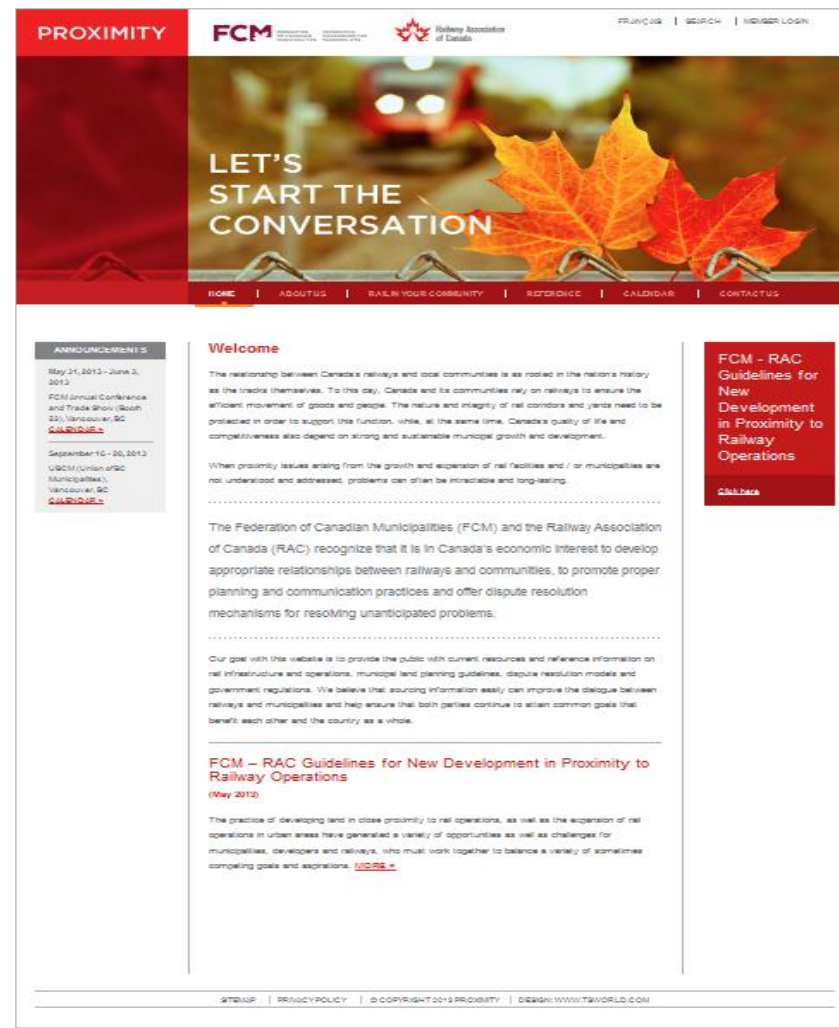 PROXIMITY
FCM
Railway Association
of Canada
FRANÇAIS | SEARCH | MEMBER LOGIN
LET'S
START THE
CONVERSATION
HOME | ABOUT US | RAIL IN YOUR COMMUNITY | REFERENCE | CALENDAR | CONTACT US
ANNOUNCEMENTS
May 31, 2013 - June 3,
2013
FCM Annual Conference
and Trade Show (Booth
), Vancouver, BC
CALENDAR »
September 16 - 20, 2013
UBCM (Union of BC
Municipalities),
Vancouver, BC
CALENDAR »
Welcome
The relationship between Canada's railways and local communities is as rooted in the nation's history
as the tracks themselves. To this day, Canada and its communities rely on railways to ensure the
efficient movement of goods and people. The nature and integrity of rail corridors and yards need to be
protected in order to support this function, while, at the same time, Canada's quality of life and
competitiveness also depend on strong and sustainable municipal growth and development.
When proximity issues arising from the growth and expansion of rail facilities and / or municipalities are
not understood and addressed, problems can often be intractable and long-lasting.
The Federation of Canadian Municipalities (FCM) and the Railway Association
of Canada (RAC) recognize that it is in Canada's economic interest to develop
appropriate relationships between railways and communities, to promote proper
planning and communication practices and offer dispute resolution
mechanisms for resolving unanticipated problems.
Our goal with this website is to provide the public with current resources and reference information on
rail infrastructure and operations, municipal land planning guidelines, dispute resolution models and
government regulations. We believe that sourcing information easily can improve the dialogue between
railways and municipalities and help ensure that both parties continue to attain common goals that
benefit each other and the country as a whole.
FCM – RAC Guidelines for New Development in Proximity to
Railway Operations
(May 2013)
The practice of developing land in close proximity to rail operations, as well as the expansion of rail
operations in urban areas have generated a variety of opportunities as well as challenges for
municipalities, developers and railways, who must work together to balance a variety of sometimes
competing goals and aspirations. MORE »
FCM - RAC
Guidelines for
New
Development
in Proximity to
Railway
Operations
Click here
SITEMAP | PRIVACY POLICY | © COPYRIGHT 2013 PROXIMITY | DESIGN: WWW.TSWORLD.COM